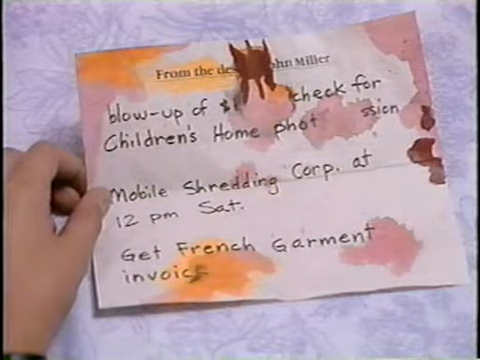 From the des ohn Miller
blow-up of $1 check for
Children's Home phot ssion
Mobile Shredding Corp. at
12 pm Sat.
Get French Garment
invoice